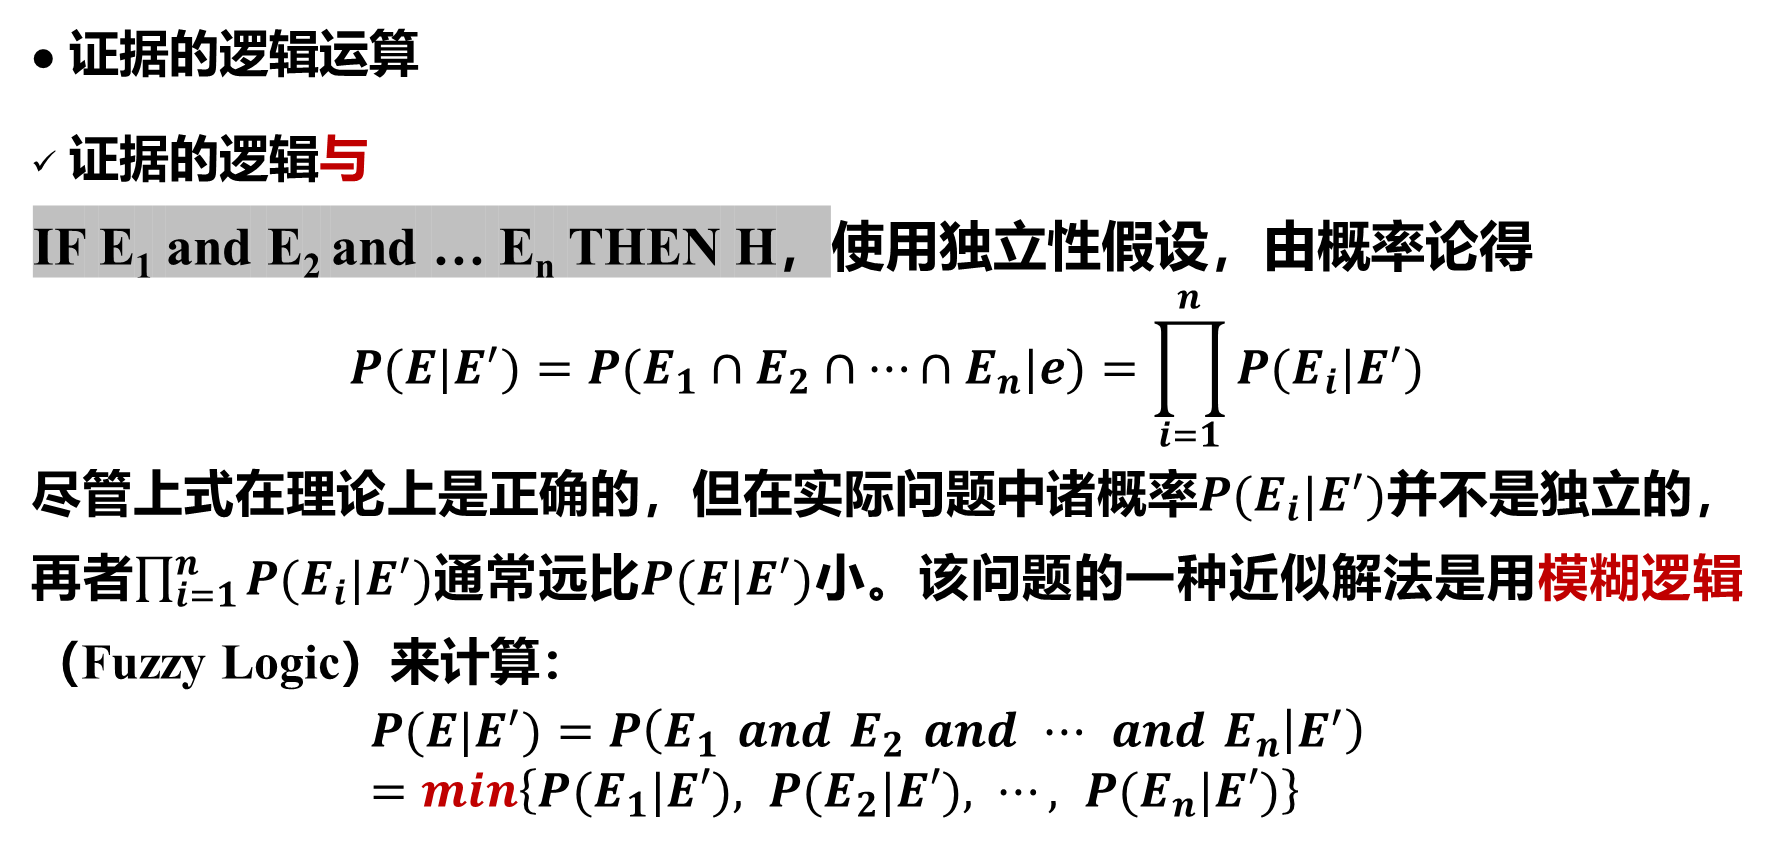 ● 证据的逻辑运算
✓ 证据的逻辑与
IF E₁ and E₂ and … Eₙ THEN H，使用独立性假设，由概率论得
P(E|E′) = P(E₁ ∩ E₂ ∩ ⋯ ∩ Eₙ|e) = ∏ⁿᵢ₌₁ P(Eᵢ|E′)
尽管上式在理论上是正确的，但在实际问题中诸概率P(Eᵢ|E′)并不是独立的，
再者∏ⁿᵢ₌₁ P(Eᵢ|E′)通常远比P(E|E′)小。该问题的一种近似解法是用模糊逻辑
（Fuzzy Logic）来计算：
P(E|E′) = P(E₁ and E₂ and ⋯ and Eₙ|E′)
= min{P(E₁|E′), P(E₂|E′), ⋯, P(Eₙ|E′)}